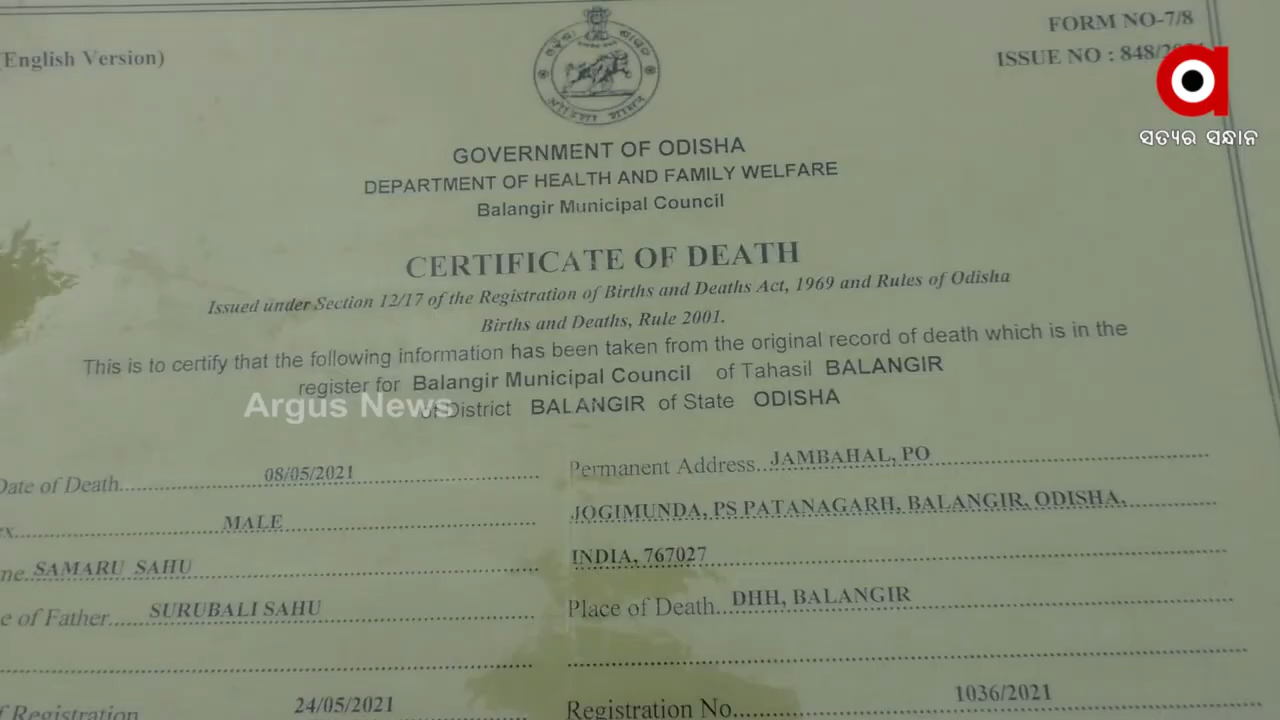 (English Version)
FORM NO-7/8
ISSUE NO : 848/
ସତ୍ୟର ସନ୍ଧାନ
GOVERNMENT OF ODISHA
DEPARTMENT OF HEALTH AND FAMILY WELFARE
Balangir Municipal Council
CERTIFICATE OF DEATH
Issued under Section 12/17 of the Registration of Births and Deaths Act, 1969 and Rules of Odisha
Births and Deaths, Rule 2001.
This is to certify that the following information has been taken from the original record of death which is in the
register for Balangir Municipal Council of Tahasil BALANGIR
Argus News
of District BALANGIR of State ODISHA
Date of Death 08/05/2021
Permanent Address JAMBAHAL, PO
MALE
JOGIMUNDA, PS PATANAGARH, BALANGIR, ODISHA,
SAMARU SAHU
INDIA, 767027
of Father SURUBALI SAHU
Place of Death DHH, BALANGIR
Registration 24/05/2021
Registration No. 1036/2021